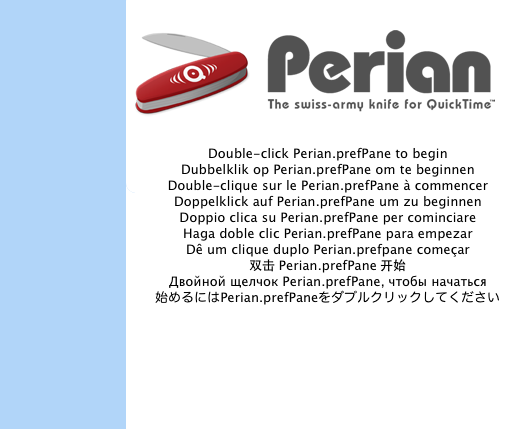 Perian
The swiss-army knife for QuickTime™
Double-click Perian.prefPane to begin
Dubbelklik op Perian.prefPane om te beginnen
Double-clique sur le Perian.prefPane à commencer
Doppelklick auf Perian.prefPane um zu beginnen
Doppio clica su Perian.prefPane per cominciare
Haga doble clic Perian.prefPane para empezar
Dê um clique duplo Perian.prefpane começar
双击 Perian.prefPane 开始
Двойной щелчок Perian.prefPane, чтобы начаться
始めるにはPerian.prefPaneをダブルクリックしてください